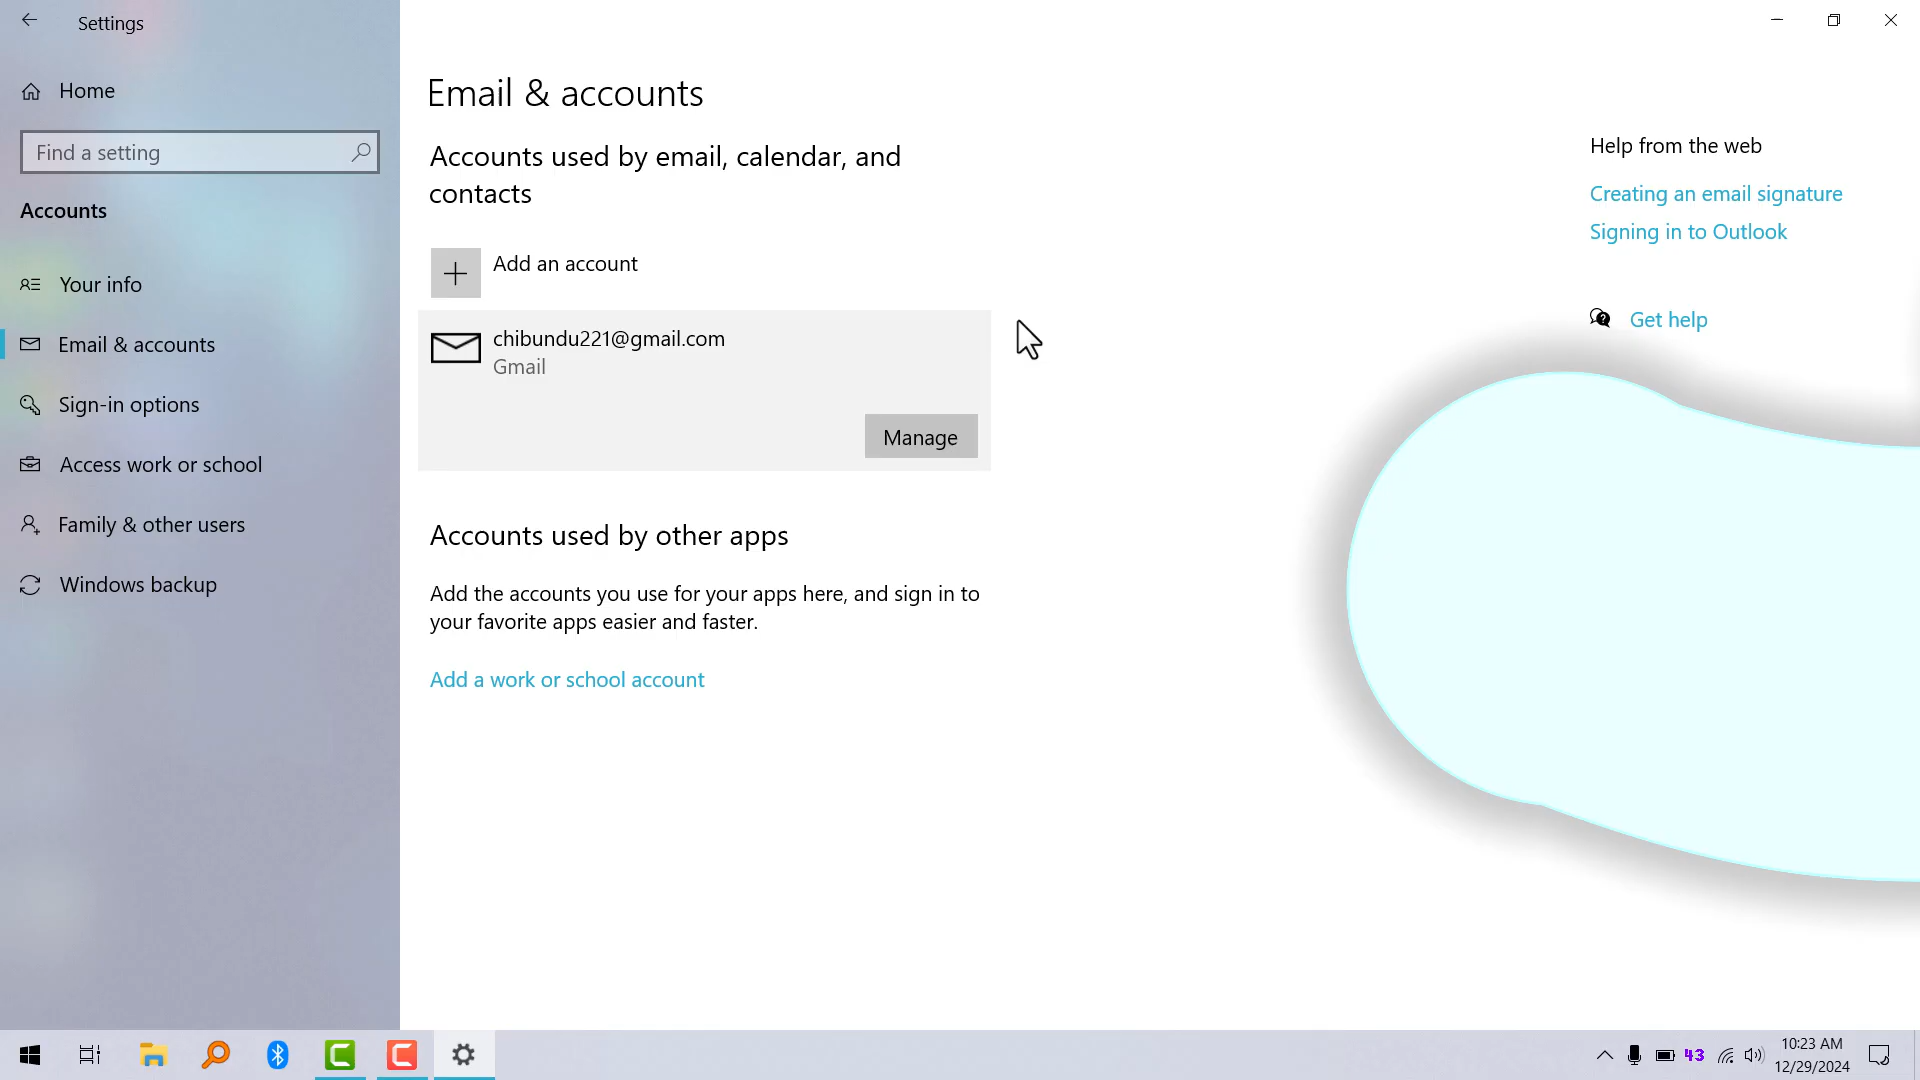 Settings
Home
Find a setting
Accounts
Your info
Email & accounts
Sign-in options
Access work or school
Family & other users
Windows backup
Email & accounts
Accounts used by email, calendar, and
contacts
Add an account
chibundu221@gmail.com
Gmail
Manage
Accounts used by other apps
Add the accounts you use for your apps here, and sign in to
your favorite apps easier and faster.
Add a work or school account
Help from the web
Creating an email signature
Signing in to Outlook
Get help
43
10:23 AM
12/29/2024